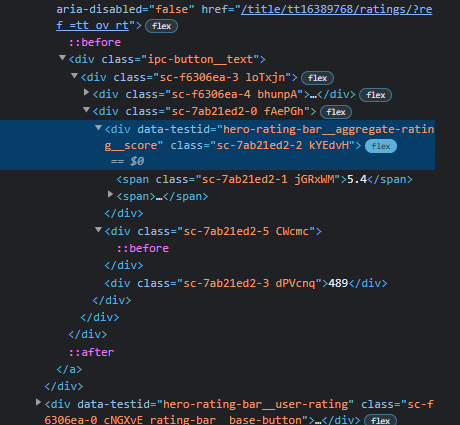 aria-disabled="false" href="/title/tt16389768/ratings/?re
f_=tt_ov_rt"> flex
::before
<div class="ipc-button__text">
<div class="sc-f6306ea-3 loTxjn"> flex
<div class="sc-f6306ea-4 bhunpA">…</div> flex
<div class="sc-7ab21ed2-0 fAePGh"> flex
<div data-testid="hero-rating-bar__aggregate-ratin
g__score" class="sc-7ab21ed2-2 kYEdvH"> flex
== $0
<span class="sc-7ab21ed2-1 jGRxWM">5.4</span>
<span>…</span>
</div>
<div class="sc-7ab21ed2-5 CWcmc">
::before
</div>
<div class="sc-7ab21ed2-3 dPVcnq">489</div>
</div>
</div>
</div>
::after
</a>
</div>
<div data-testid="hero-rating-bar__user-rating" class="sc-f
6306ea-0 cNGXvE rating-bar__base-button">…</div> flex